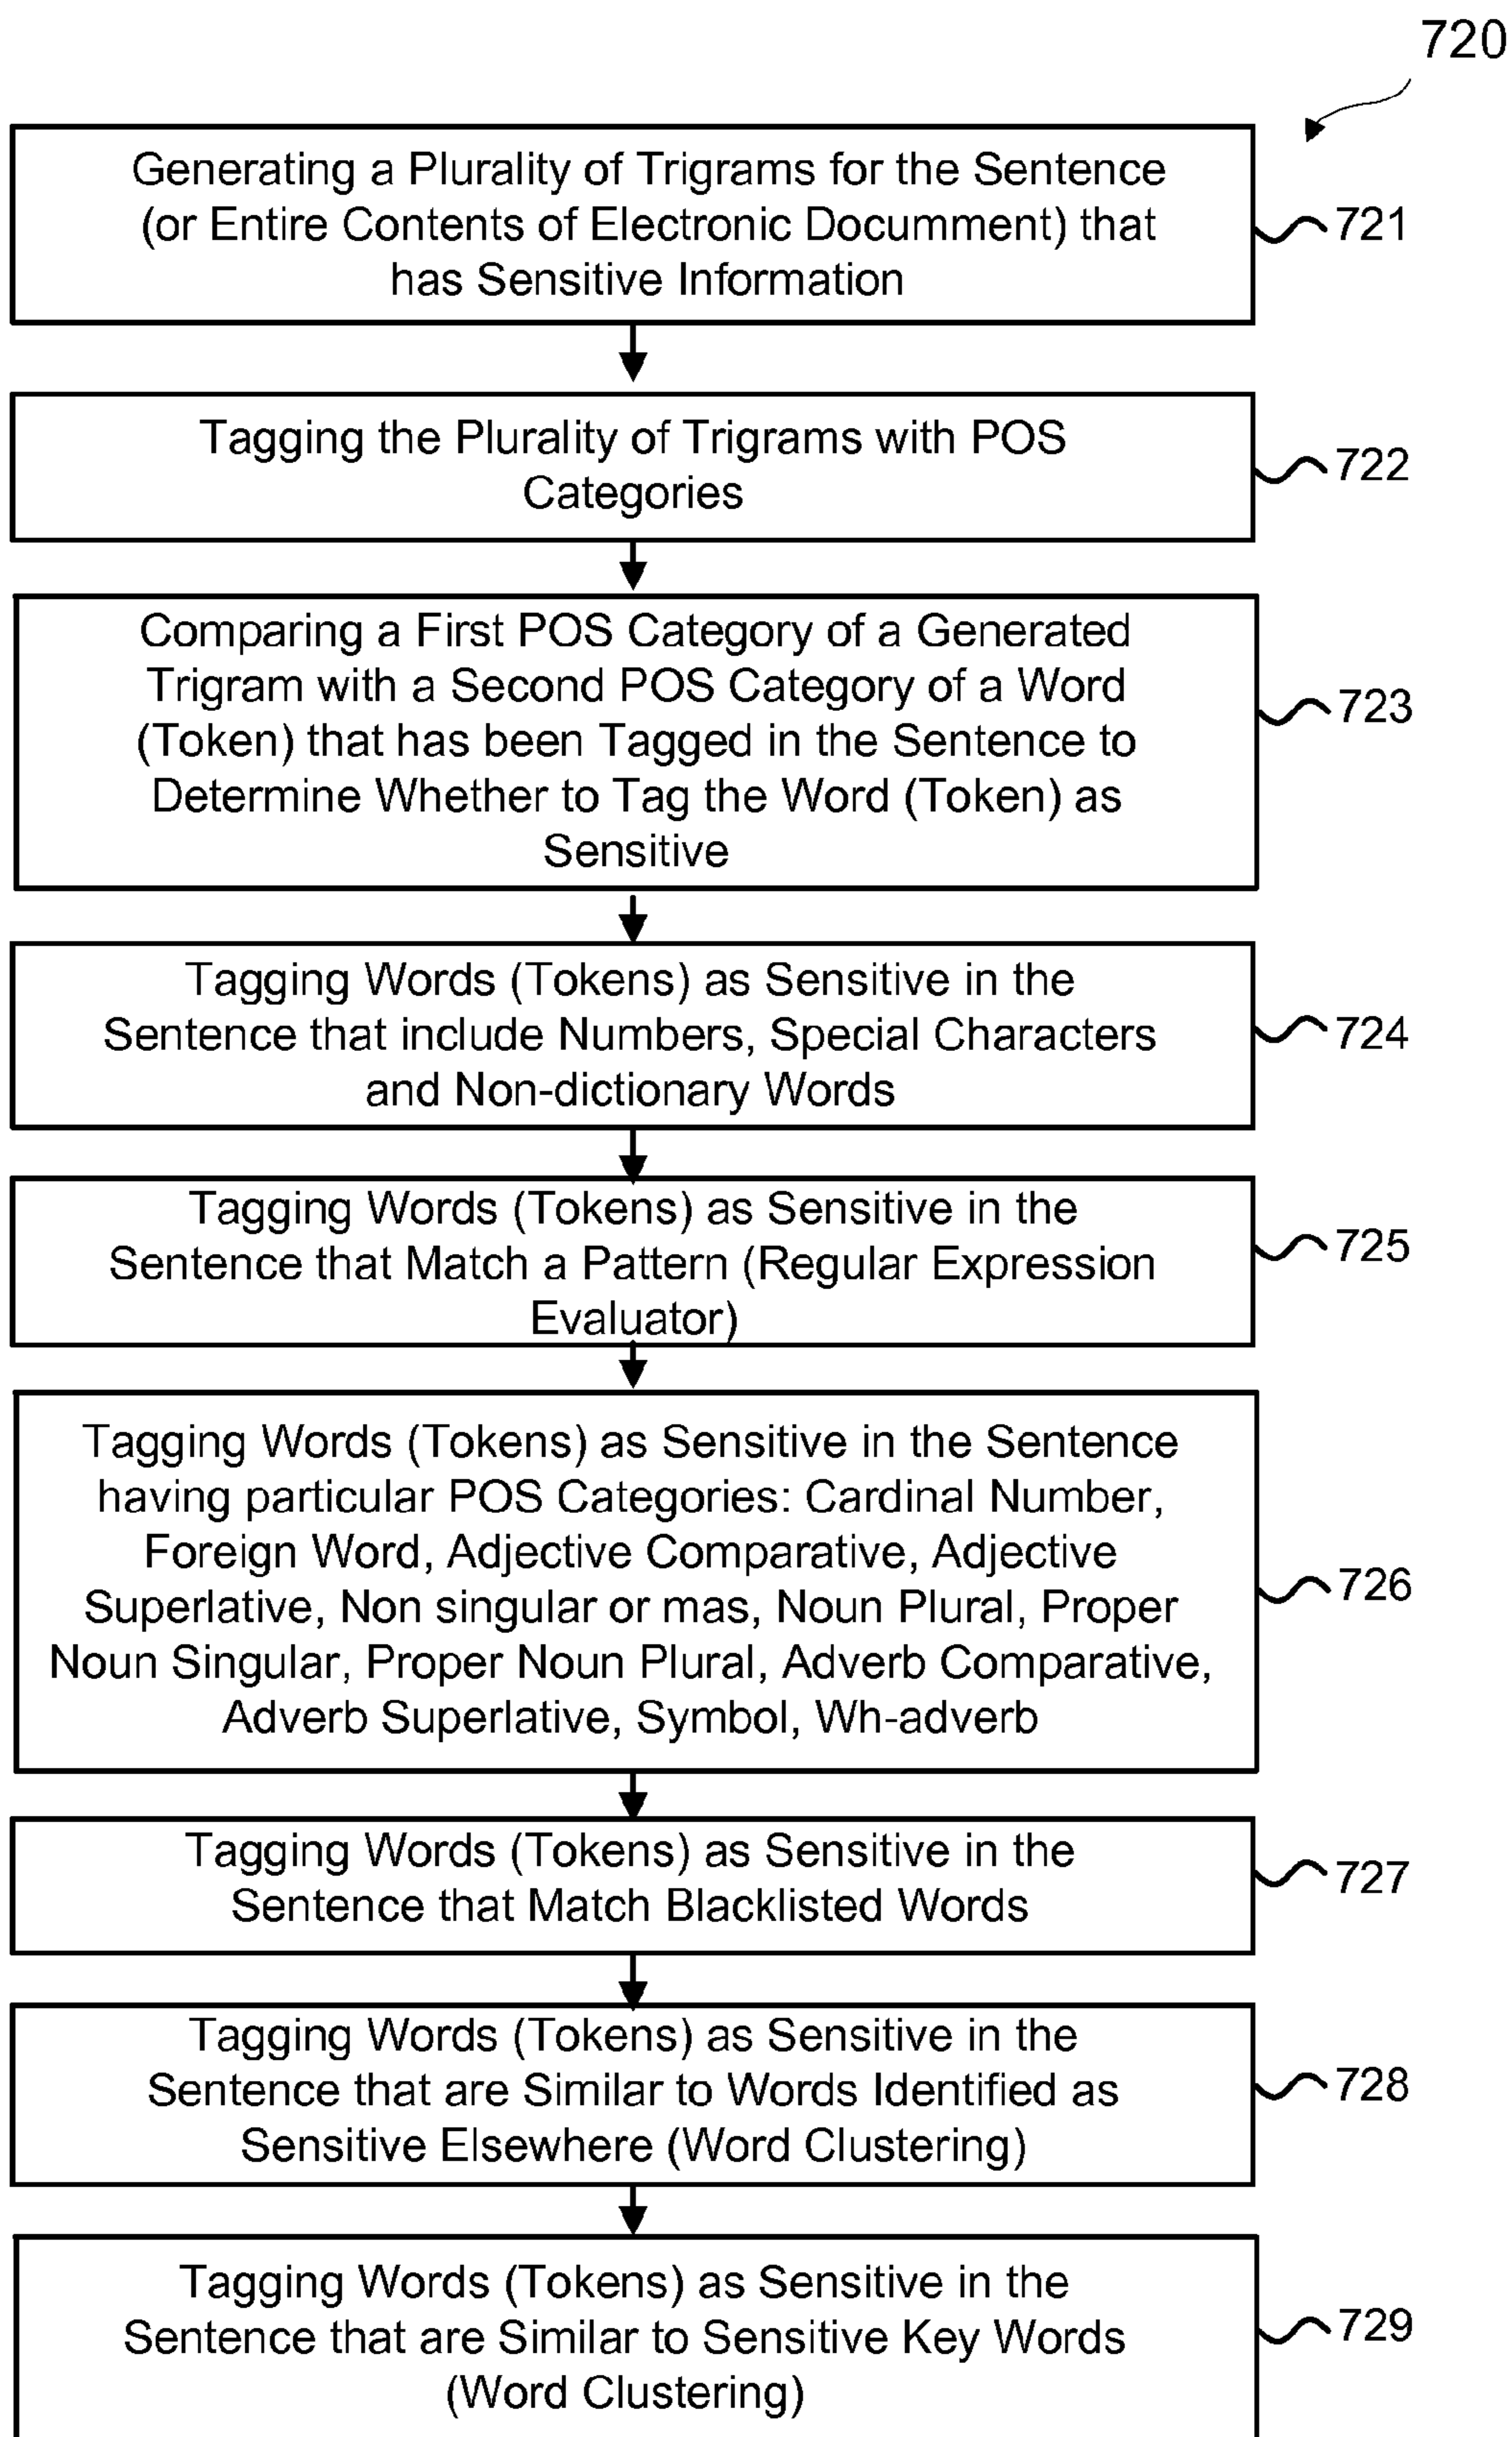 720
Generating a Plurality of Trigrams for the Sentence
(or Entire Contents of Electronic Documment) that
has Sensitive Information
721
Tagging the Plurality of Trigrams with POS
Categories
722
Comparing a First POS Category of a Generated
Trigram with a Second POS Category of a Word
(Token) that has been Tagged in the Sentence to
Determine Whether to Tag the Word (Token) as
Sensitive
723
Tagging Words (Tokens) as Sensitive in the
Sentence that include Numbers, Special Characters
and Non-dictionary Words
724
Tagging Words (Tokens) as Sensitive in the
Sentence that Match a Pattern (Regular Expression
Evaluator)
725
Tagging Words (Tokens) as Sensitive in the Sentence
having particular POS Categories: Cardinal Number,
Foreign Word, Adjective Comparative, Adjective
Superlative, Non singular or mas, Noun Plural, Proper
Noun Singular, Proper Noun Plural, Adverb Comparative,
Adverb Superlative, Symbol, Wh-adverb
726
Tagging Words (Tokens) as Sensitive in the
Sentence that Match Blacklisted Words
727
Tagging Words (Tokens) as Sensitive in the
Sentence that are Similar to Words Identified as
Sensitive Elsewhere (Word Clustering)
728
Tagging Words (Tokens) as Sensitive in the
Sentence that are Similar to Sensitive Key Words
(Word Clustering)
729